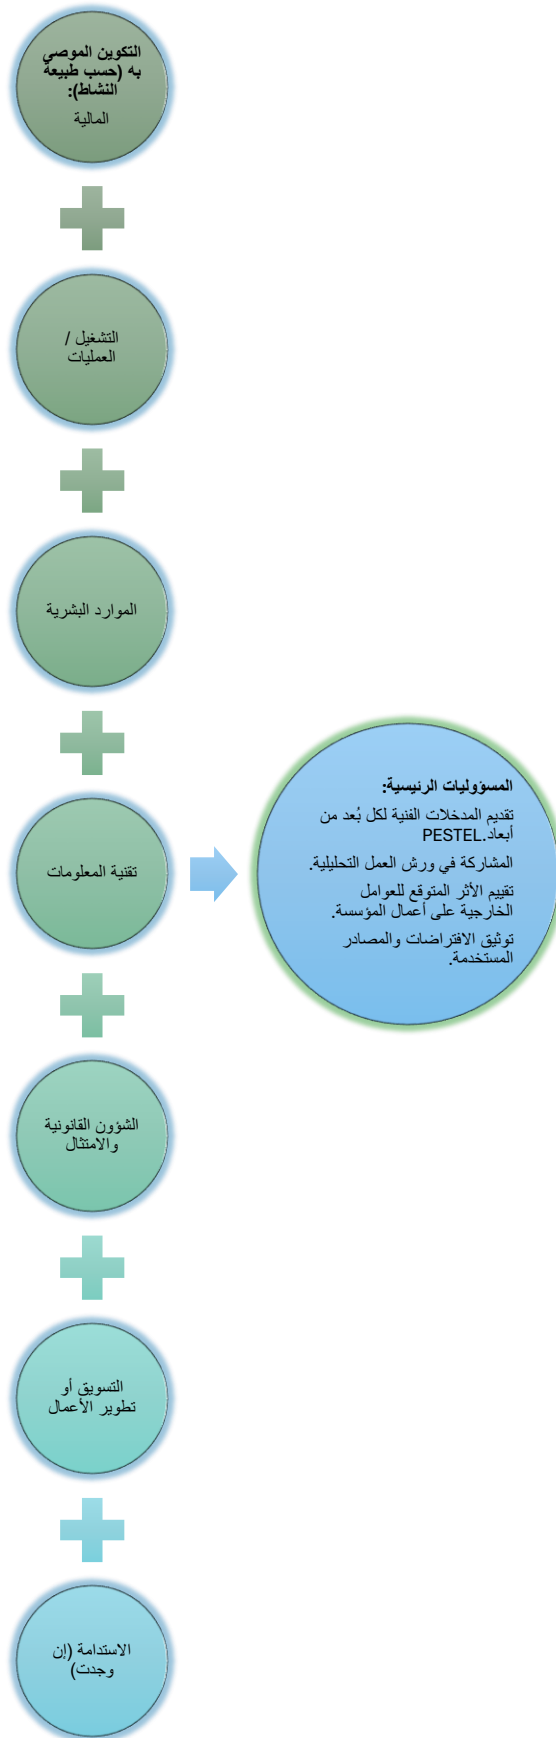 التكوين الموصي
به (حسب طبيعة
النشاط):
المالية
التشغيل /
العمليات
الموارد البشرية
تقنية المعلومات
الشؤون القانونية
والامتثال
التسويق أو
تطوير الأعمال
الاستدامة (إن
وجدت)
المسؤوليات الرئيسية:
تقديم المدخلات الفنية لكل بُعد من
أبعاد.PESTEL
المشاركة في ورش العمل التحليلية.
تقييم الأثر المتوقع للعوامل
الخارجية على أعمال المؤسسة.
توثيق الافتراضات والمصادر
المستخدمة.